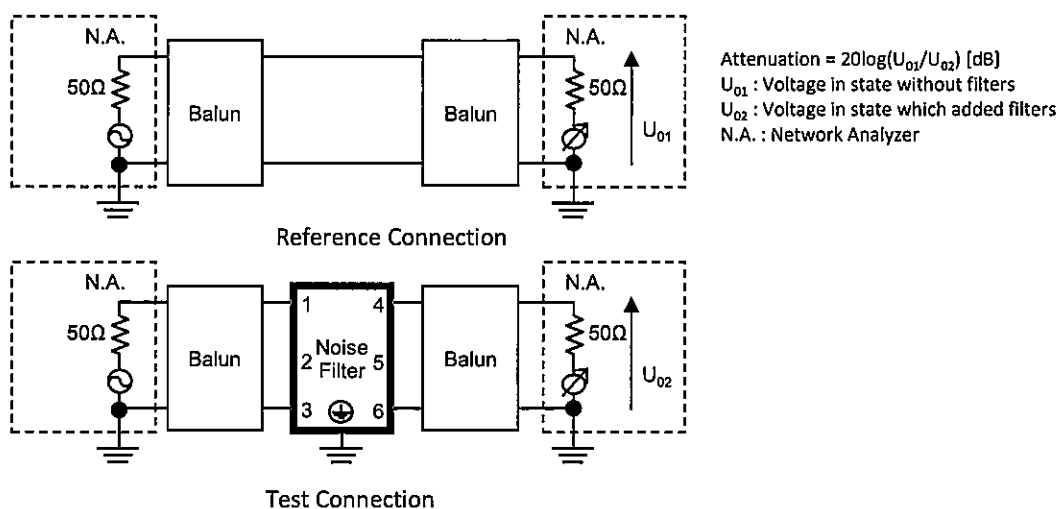 N.A.
50Ω
Balun
Balun
N.A.
50Ω
U₀₁
Attenuation = 20log(U₀₁/U₀₂) [dB]
U₀₁ : Voltage in state without filters
U₀₂ : Voltage in state which added filters
N.A. : Network Analyzer
Reference Connection
N.A.
50Ω
Balun
1 4
2 Noise Filter 5
3 6
Balun
N.A.
50Ω
U₀₂
Test Connection